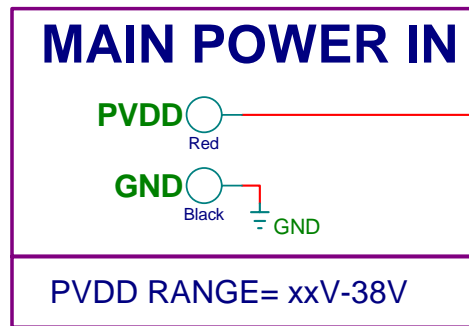 MAIN POWER IN
PVDD
Red
GND
Black
GND
PVDD RANGE= xxV-38V